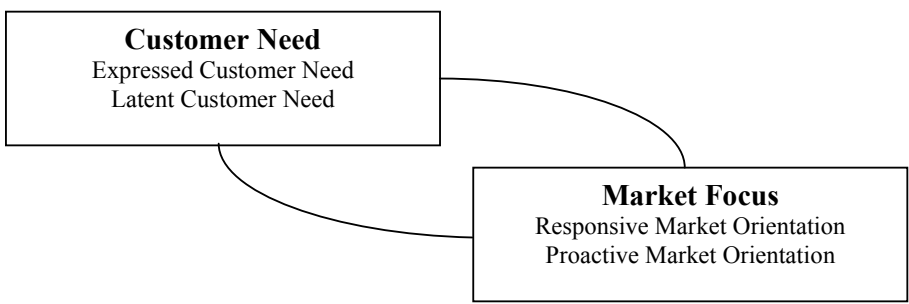 Customer Need
Expressed Customer Need
Latent Customer Need
Market Focus
Responsive Market Orientation
Proactive Market Orientation